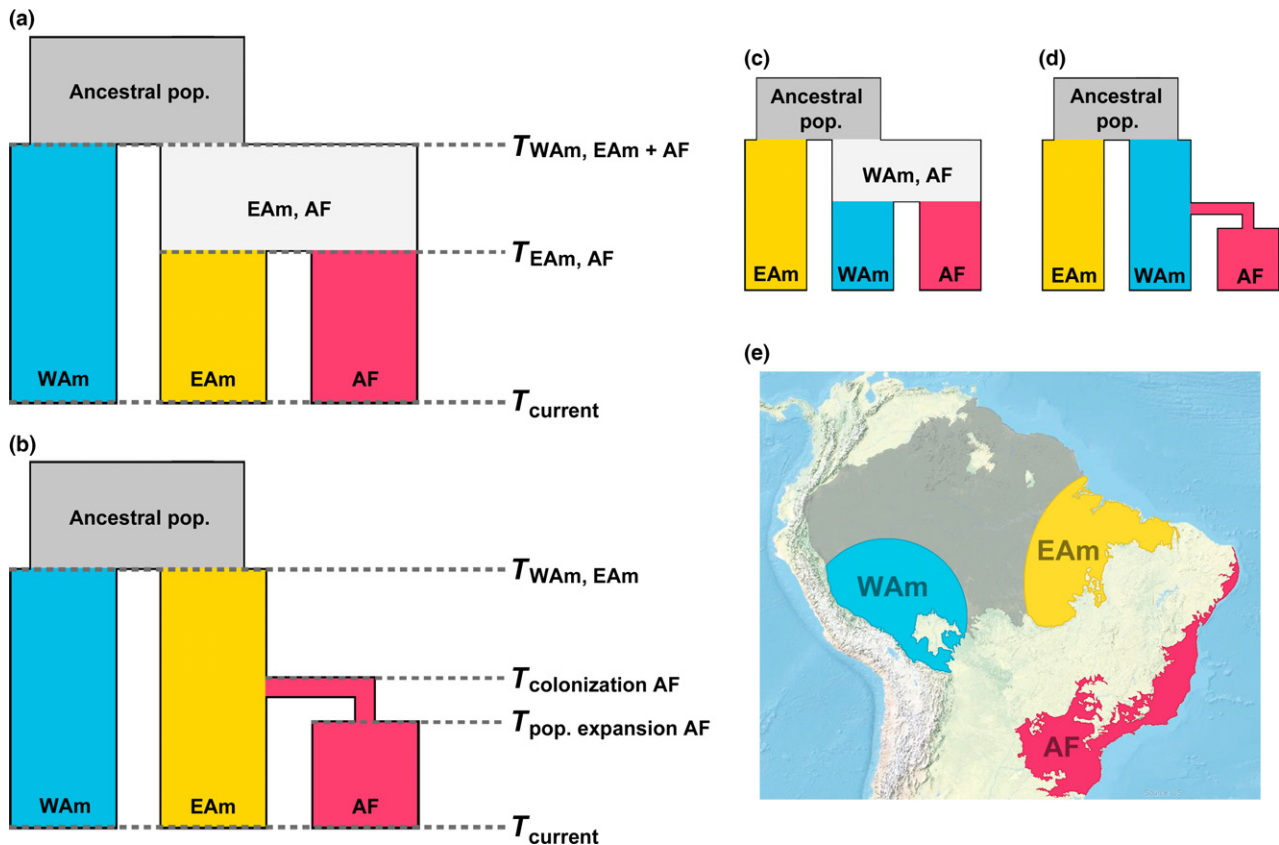 (a)
Ancestral pop.
T WAm, EAm + AF
EAm, AF
T EAm, AF
WAm EAm AF
T current
(b)
Ancestral pop.
T WAm, EAm
T colonization AF
T pop. expansion AF
WAm EAm AF
T current
(c)
Ancestral
pop.
WAm, AF
EAm WAm AF
(d)
Ancestral
pop.
EAm WAm AF
(e)
EAm
WAm
AF